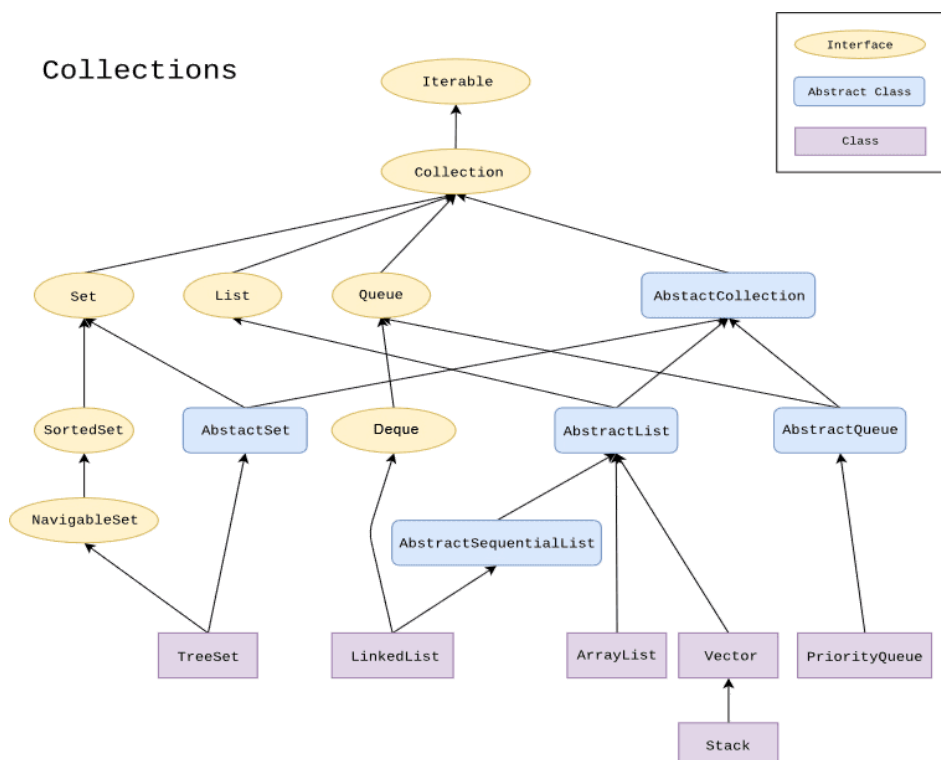 Collections
Interface
Abstract Class
Class
Iterable
Collection
Set
List
Queue
AbstactCollection
SortedSet
AbstactSet
Deque
AbstractList
AbstractQueue
NavigableSet
AbstractSequentialList
TreeSet
LinkedList
ArrayList
Vector
PriorityQueue
Stack